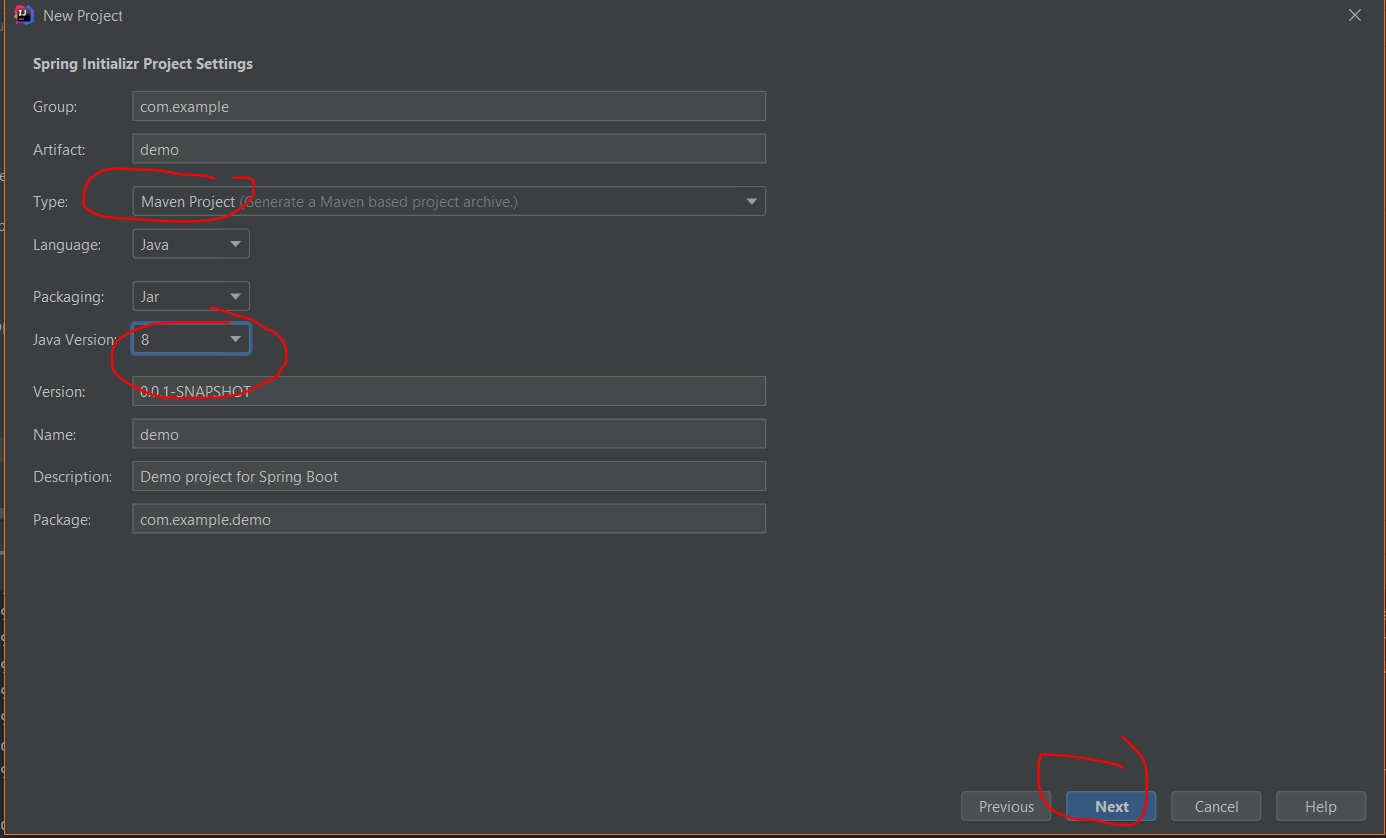 New Project
Spring Initializr Project Settings
Group: com.example
Artifact: demo
Type: Maven Project (Generate a Maven based project archive.)
Language: Java
Packaging: Jar
Java Version: 8
Version: 0.0.1-SNAPSHOT
Name: demo
Description: Demo project for Spring Boot
Package: com.example.demo
Previous Next Cancel Help